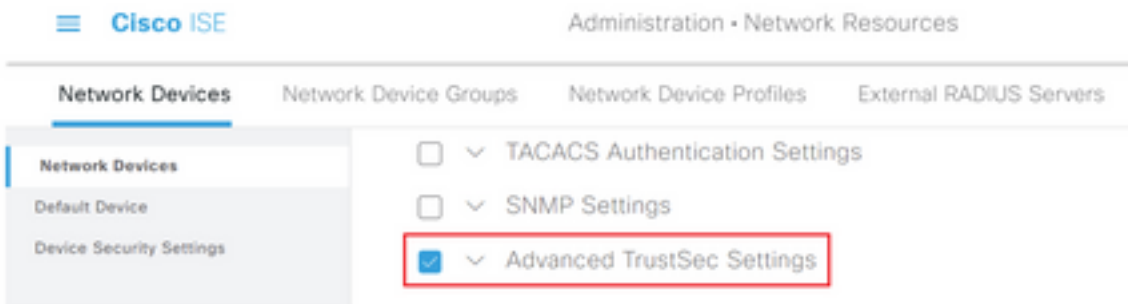 Cisco ISE Administration • Network Resources
Network Devices Network Device Groups Network Device Profiles External RADIUS Servers
Network Devices
Default Device
Device Security Settings
TACACS Authentication Settings
SNMP Settings
Advanced TrustSec Settings